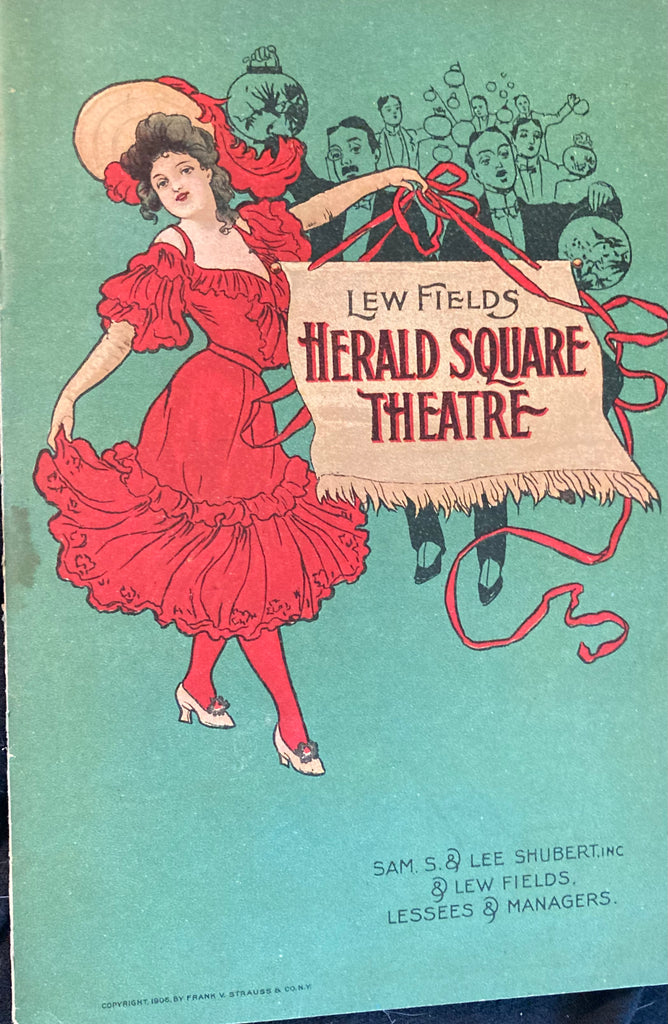 LEW FIELDS
HERALD SQUARE
THEATRE
SAM. S. & LEE SHUBERT.INC
& LEW FIELDS.
LESSEES & MANAGERS.
COPYRIGHT, 1906, BY FRANK V. STRAUSS & CO. N.Y.